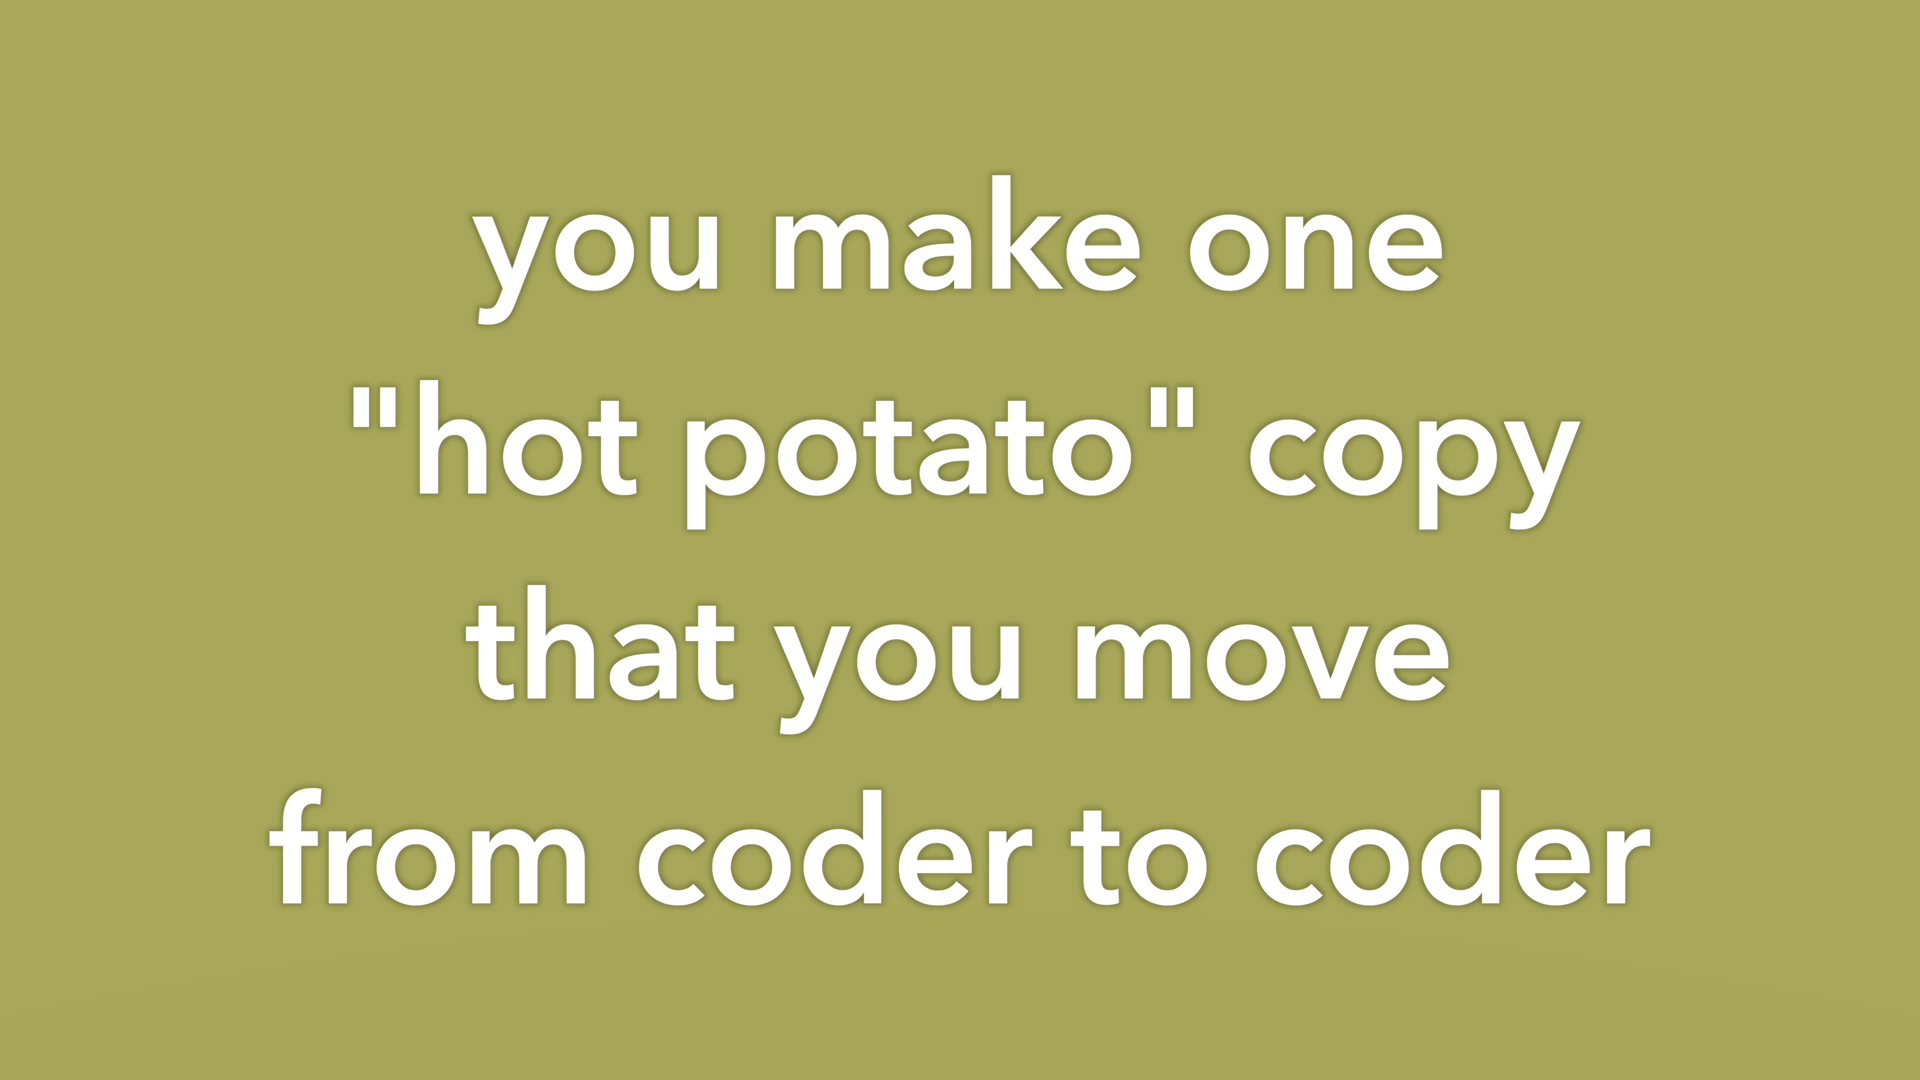 you make one
"hot potato" copy
that you move
from coder to coder